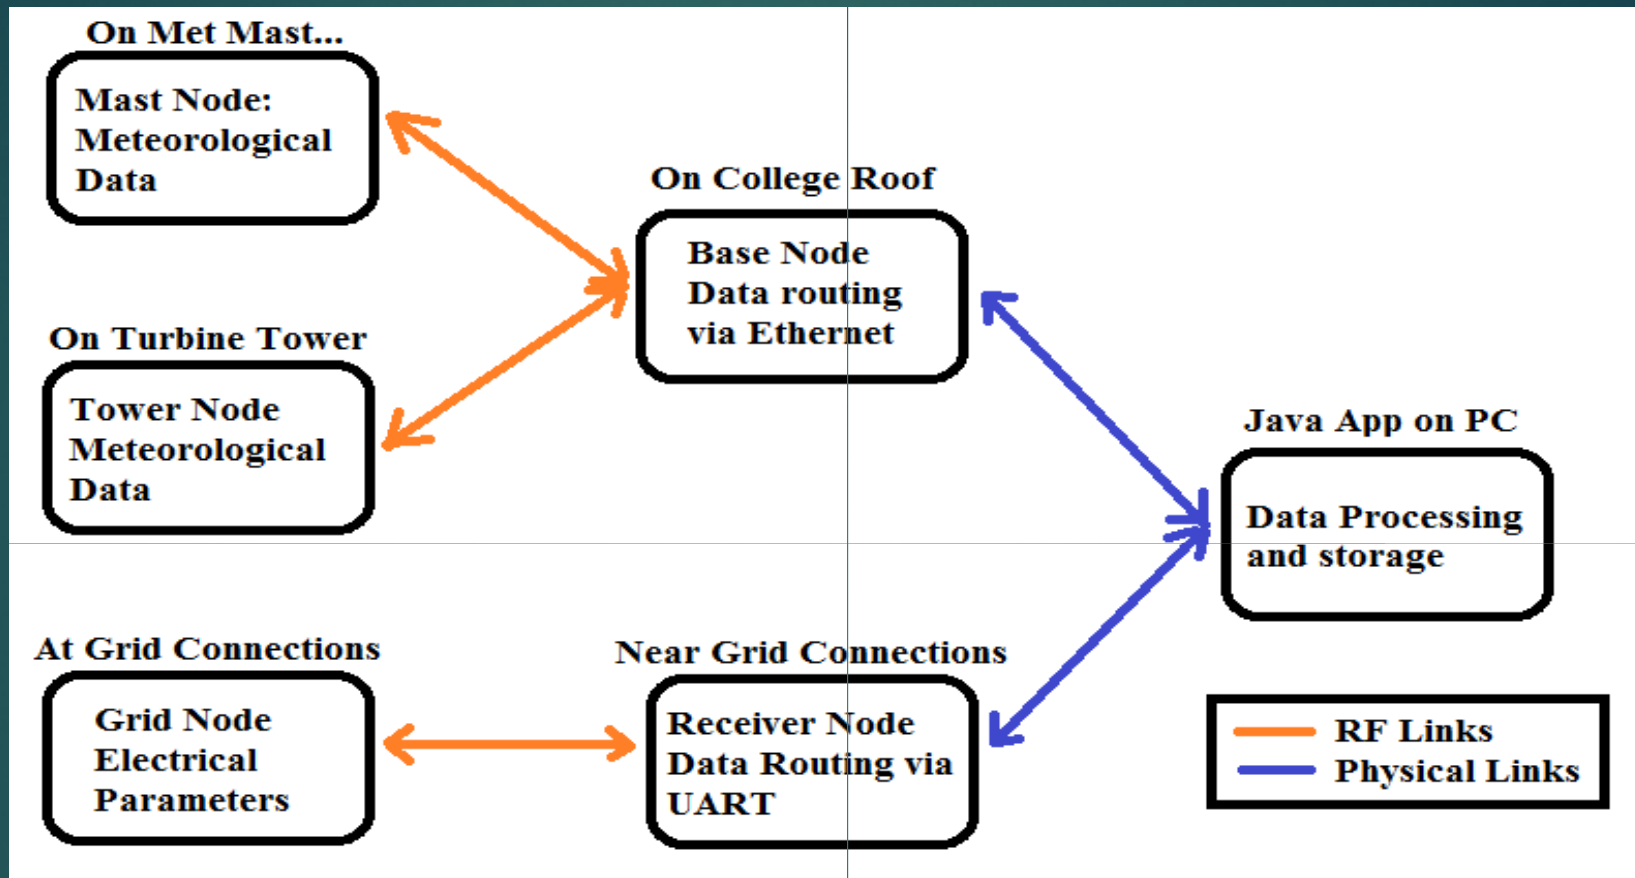 On Met Mast...
Mast Node:
Meteorological
Data
On College Roof
Base Node
Data routing
via Ethernet
On Turbine Tower
Tower Node
Meteorological
Data
Java App on PC
Data Processing
and storage
At Grid Connections
Grid Node
Electrical
Parameters
Near Grid Connections
Receiver Node
Data Routing via
UART
RF Links
Physical Links